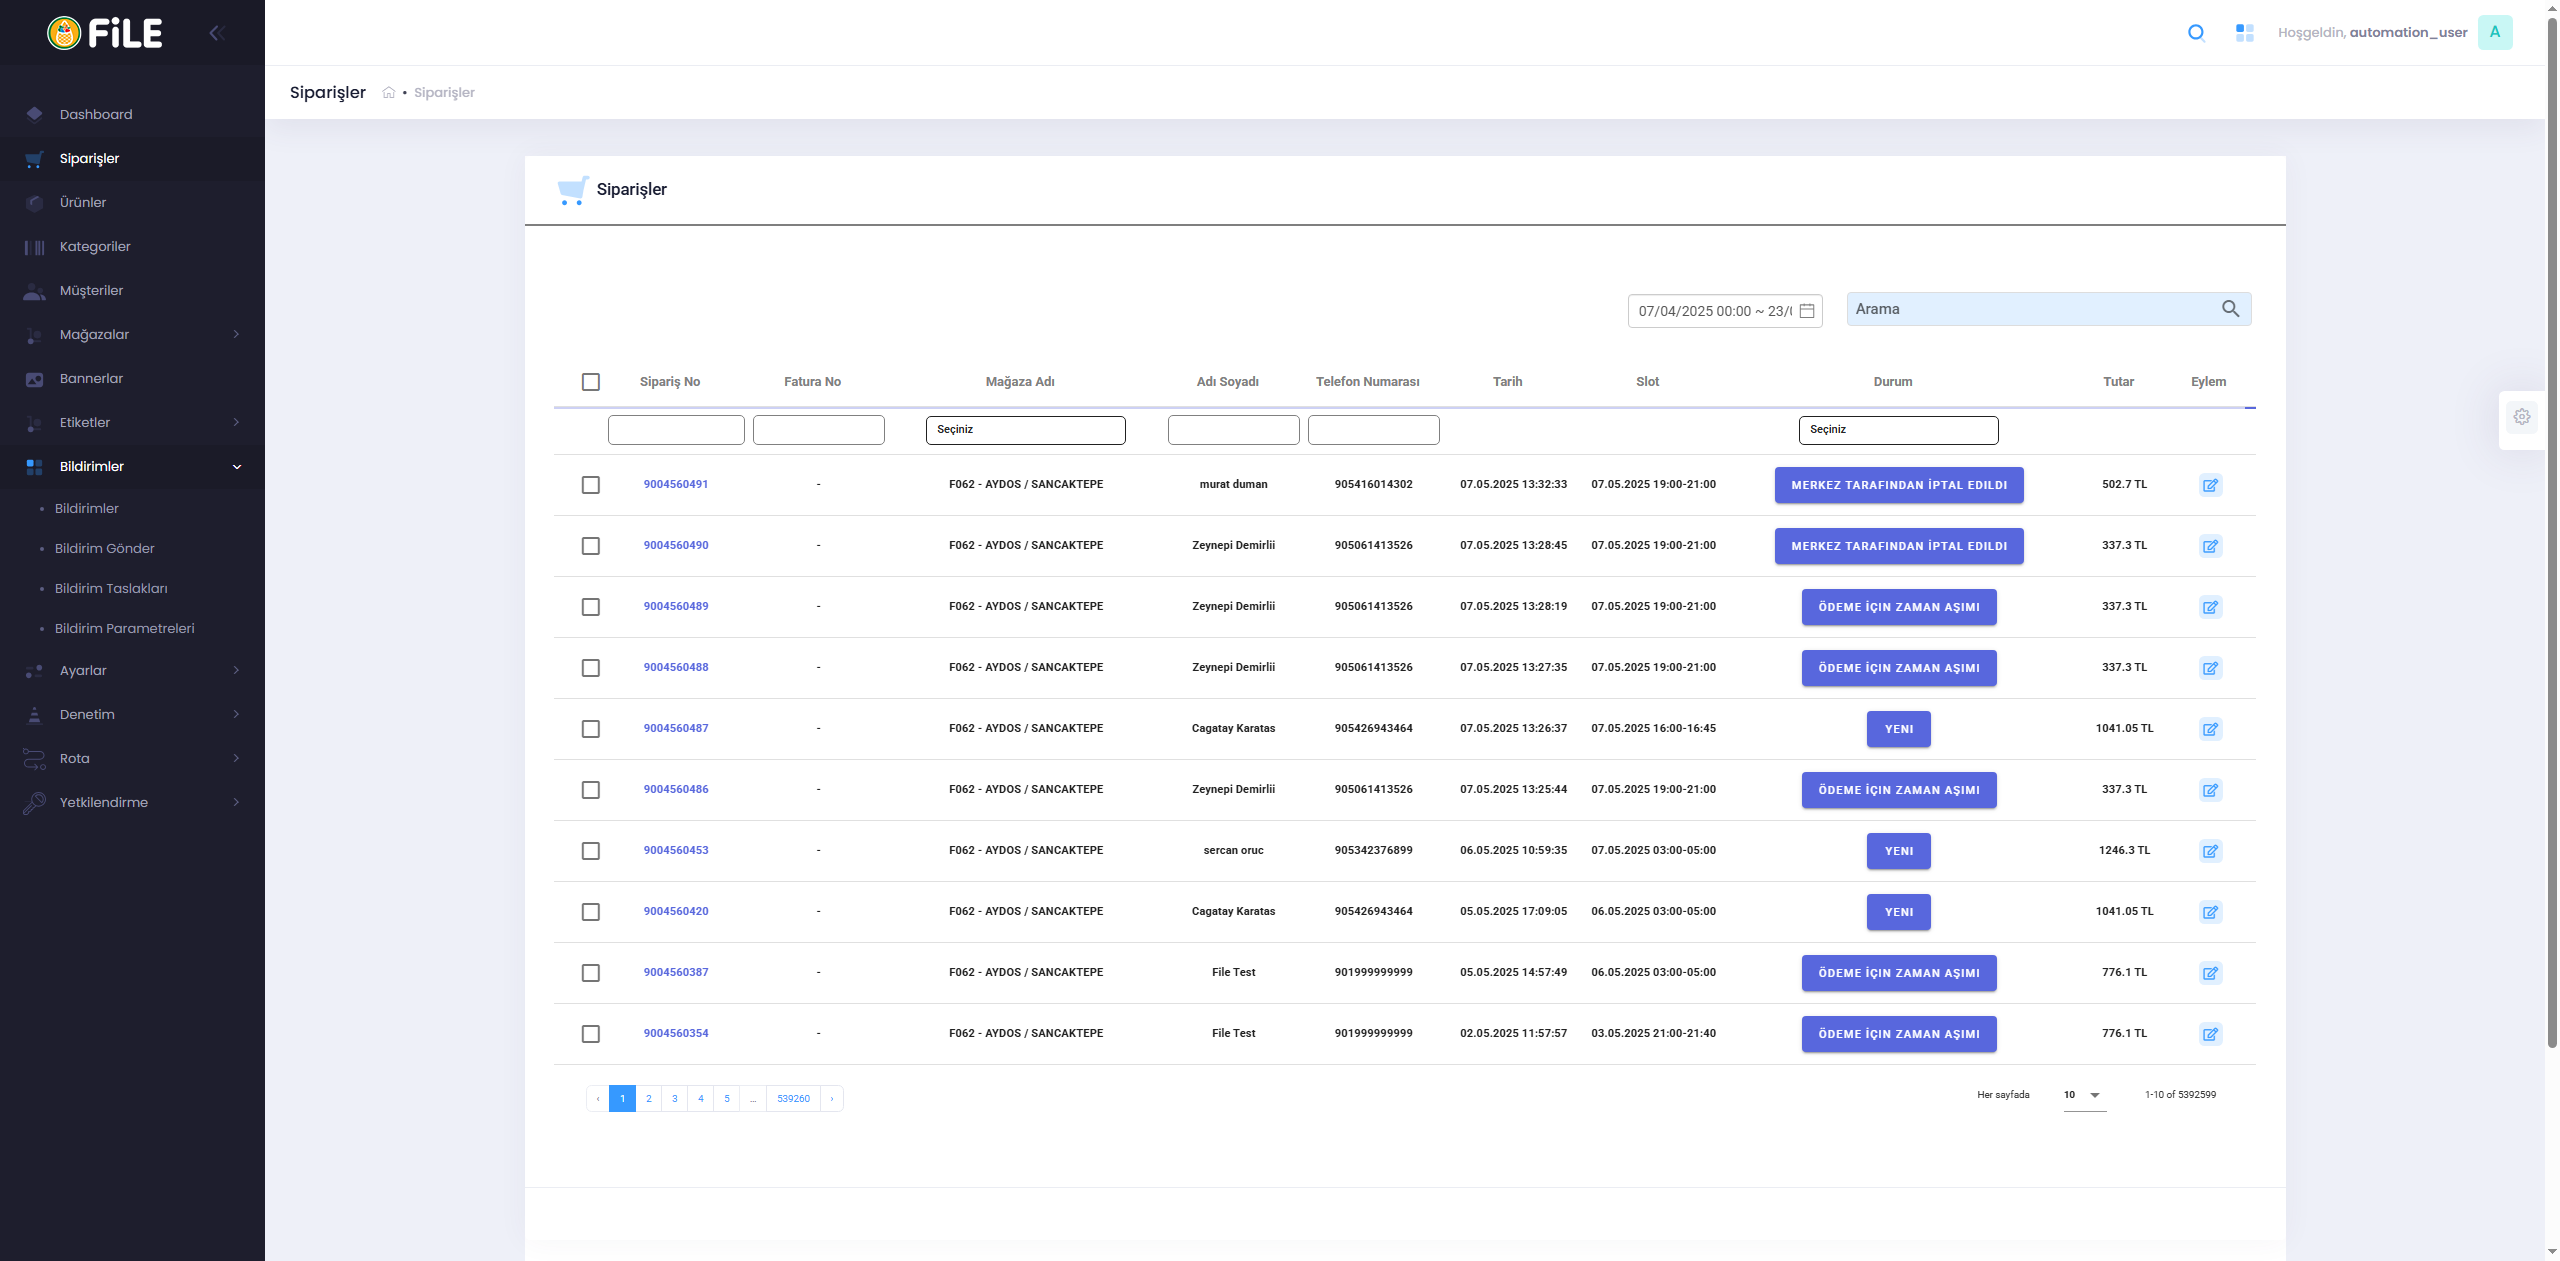 FiLE
Hoşgeldin, automation_user A
Siparişler • Siparişler
Dashboard
Siparişler
Ürünler
Kategoriler
Müşteriler
Mağazalar
Bannerlar
Etiketler
Bildirimler
• Bildirimler
• Bildirim Gönder
• Bildirim Taslakları
• Bildirim Parametreleri
Ayarlar
Denetim
Rota
Yetkilendirme
Siparişler
07/04/2025 00:00 ~ 23/0
Arama
Sipariş No Fatura No Mağaza Adı Adı Soyadı Telefon Numarası Tarih Slot Durum Tutar Eylem
Seçiniz Seçiniz
9004560491 - F062 - AYDOS / SANCAKTEPE murat duman 905416014302 07.05.2025 13:32:33 07.05.2025 19:00-21:00 MERKEZ TARAFINDAN İPTAL EDILDI 502.7 TL
9004560490 - F062 - AYDOS / SANCAKTEPE Zeynepi Demirlii 905061413526 07.05.2025 13:28:45 07.05.2025 19:00-21:00 MERKEZ TARAFINDAN İPTAL EDILDI 337.3 TL
9004560489 - F062 - AYDOS / SANCAKTEPE Zeynepi Demirlii 905061413526 07.05.2025 13:28:19 07.05.2025 19:00-21:00 ÖDEME İÇIN ZAMAN AŞIMI 337.3 TL
9004560488 - F062 - AYDOS / SANCAKTEPE Zeynepi Demirlii 905061413526 07.05.2025 13:27:35 07.05.2025 19:00-21:00 ÖDEME İÇIN ZAMAN AŞIMI 337.3 TL
9004560487 - F062 - AYDOS / SANCAKTEPE Cagatay Karatas 905426943464 07.05.2025 13:26:37 07.05.2025 16:00-16:45 YENI 1041.05 TL
9004560486 - F062 - AYDOS / SANCAKTEPE Zeynepi Demirlii 905061413526 07.05.2025 13:25:44 07.05.2025 19:00-21:00 ÖDEME İÇIN ZAMAN AŞIMI 337.3 TL
9004560453 - F062 - AYDOS / SANCAKTEPE sercan oruc 905342376899 06.05.2025 10:59:35 07.05.2025 03:00-05:00 YENI 1246.3 TL
9004560420 - F062 - AYDOS / SANCAKTEPE Cagatay Karatas 905426943464 05.05.2025 17:09:05 06.05.2025 03:00-05:00 YENI 1041.05 TL
9004560387 - F062 - AYDOS / SANCAKTEPE File Test 901999999999 05.05.2025 14:57:49 06.05.2025 03:00-05:00 ÖDEME İÇIN ZAMAN AŞIMI 776.1 TL
9004560354 - F062 - AYDOS / SANCAKTEPE File Test 901999999999 02.05.2025 11:57:57 03.05.2025 21:00-21:40 ÖDEME İÇIN ZAMAN AŞIMI 776.1 TL
‹ 1 2 3 4 5 ... 539260 ›
Her sayfada 10 1-10 of 5392599